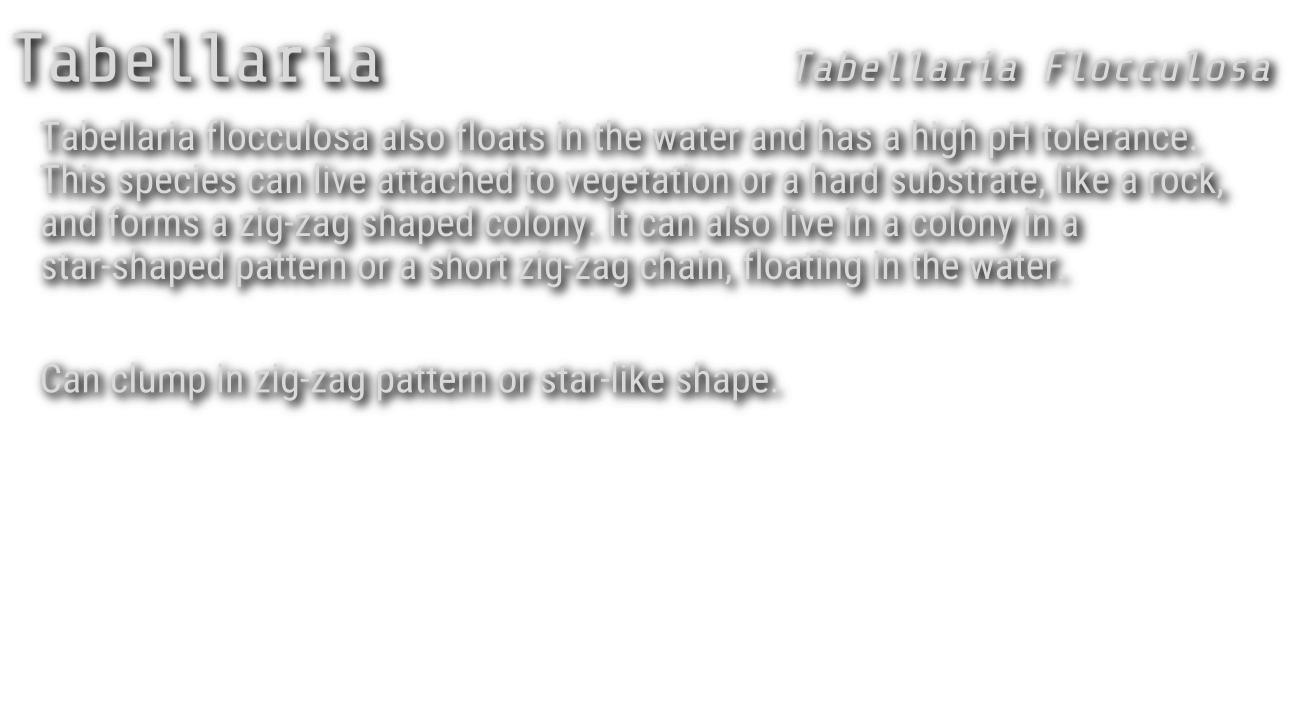 Tabellaria
Tabellaria Flocculosa
Tabellaria flocculosa also floats in the water and has a high pH tolerance.
This species can live attached to vegetation or a hard substrate, like a rock,
and forms a zig-zag shaped colony. It can also live in a colony in a
star-shaped pattern or a short zig-zag chain, floating in the water.
Can clump in zig-zag pattern or star-like shape.